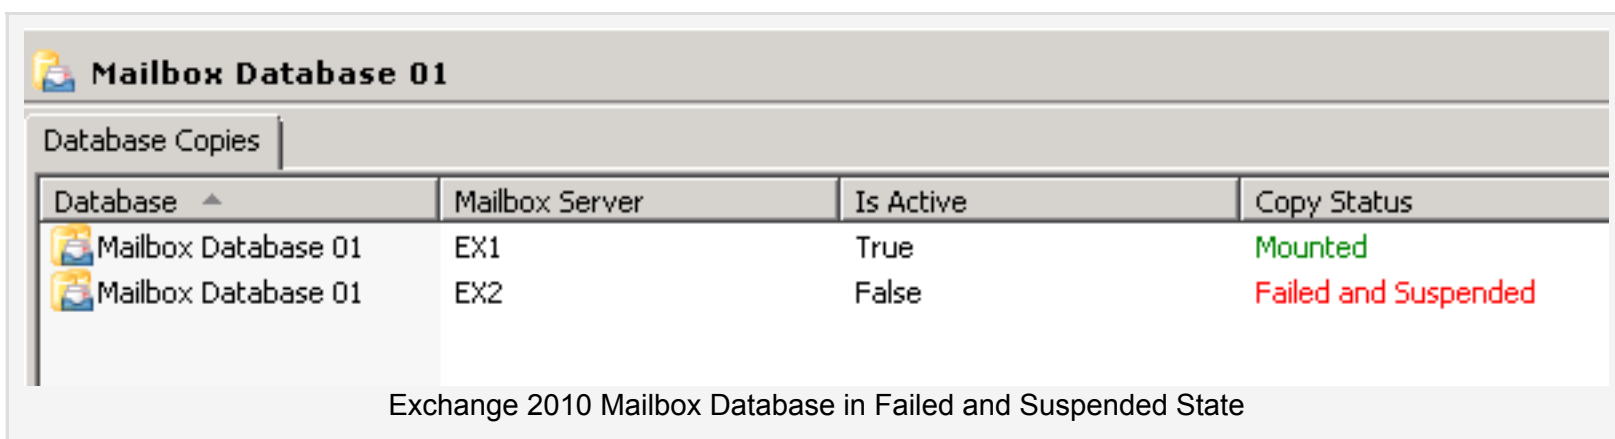 Mailbox Database 01
Database Copies
Database Mailbox Server Is Active Copy Status
Mailbox Database 01 EX1 True Mounted
Mailbox Database 01 EX2 False Failed and Suspended
Exchange 2010 Mailbox Database in Failed and Suspended State